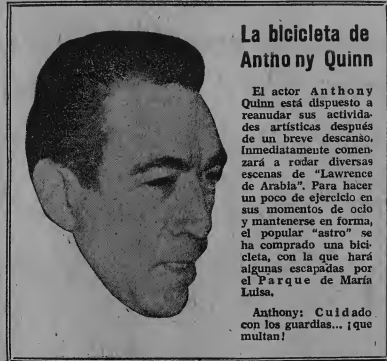 La bicicleta de
Anthony Quinn
El actor Anthony
Quinn está dispuesto a
reanudar sus activida-
des artísticas después
de un breve descanso.
Inmediatamente comen-
zará a rodar diversas
escenas de "Lawrence
de Arabia". Para hacer
un poco de ejercicio en
sus momentos de ocio
y mantenerse en forma,
el popular "astro" se
ha comprado una bici-
cleta, con la que hará
algunas escapadas por
el Parque de María
Luisa.
Anthony: Cuidado
con los guardias... ¡que
multan!